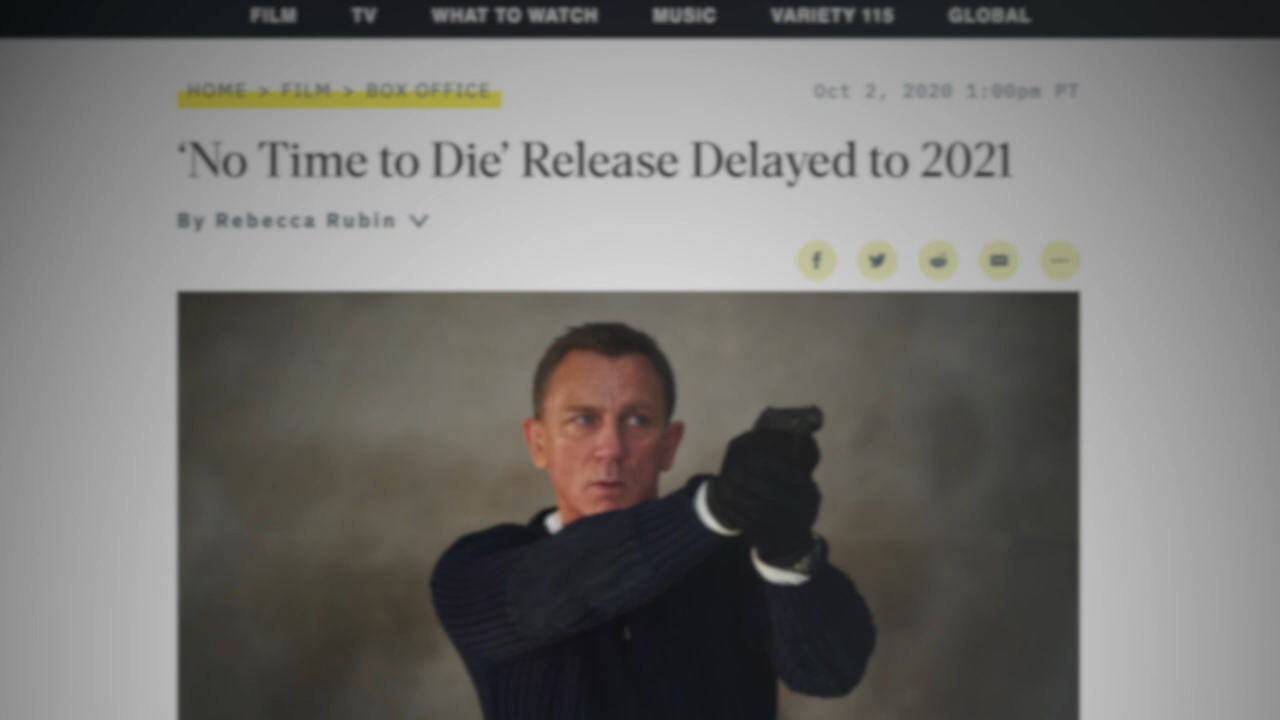 FILM TV WHAT TO WATCH MUSIC VARIETY 115 GLOBAL
HOME > FILM > BOX OFFICE
Oct 2, 2020 1:00pm PT
‘No Time to Die’ Release Delayed to 2021
By Rebecca Rubin